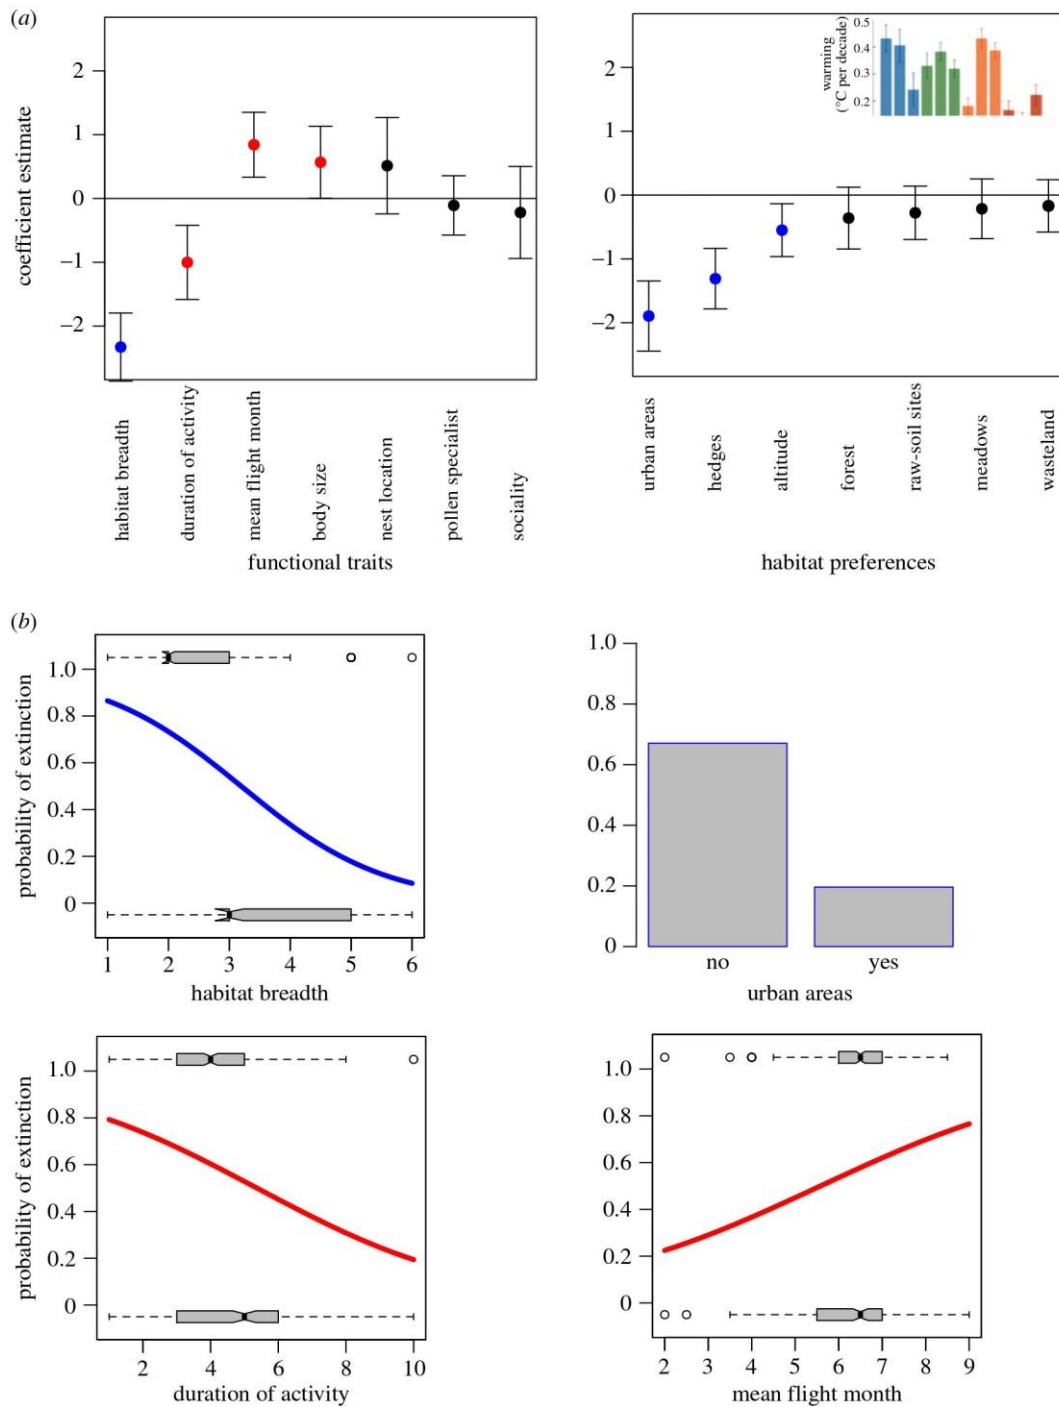 (a)
2
1
0
−1
−2
coefficient estimate
habitat breadth
duration of activity
mean flight month
body size
nest location
pollen specialist
sociality
functional traits
2
1
0
−1
−2
warming
(°C per decade)
0.5
0.4
0.3
0.2
urban areas
hedges
altitude
forest
raw-soil sites
meadows
wasteland
habitat preferences
(b)
probability of extinction
1.0
0.8
0.6
0.4
0.2
0
1 2 3 4 5 6
habitat breadth
1.0
0.8
0.6
0.4
0.2
0
no yes
urban areas
probability of extinction
1.0
0.8
0.6
0.4
0.2
0
2 4 6 8 10
duration of activity
1.0
0.8
0.6
0.4
0.2
0
2 3 4 5 6 7 8 9
mean flight month